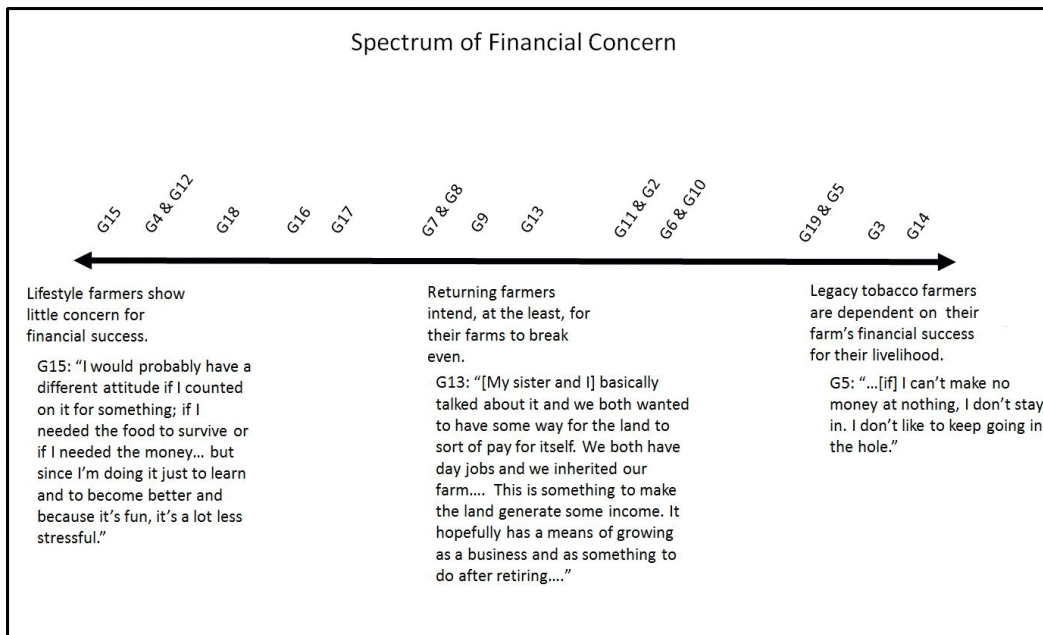 Spectrum of Financial Concern
G15
G4 & G12
G18
G16
G17
G7 & G8
G9
G13
G11 & G2
G6 & G10
G19 & G5
G3
G14
Lifestyle farmers show
little concern for
financial success.
G15: “I would probably have a
different attitude if I counted
on it for something; if I
needed the food to survive or
if I needed the money… but
since I’m doing it just to learn
and to become better and
because it’s fun, it’s a lot less
stressful.”
Returning farmers
intend, at the least, for
their farms to break
even.
G13: “[My sister and I] basically
talked about it and we both wanted
to have some way for the land to
sort of pay for itself. We both have
day jobs and we inherited our
farm…. This is something to make
the land generate some income. It
hopefully has a means of growing
as a business and as something to
do after retiring….”
Legacy tobacco farmers
are dependent on their
farm’s financial success
for their livelihood.
G5: “…[if] I can’t make no
money at nothing, I don’t stay
in. I don’t like to keep going in
the hole.”